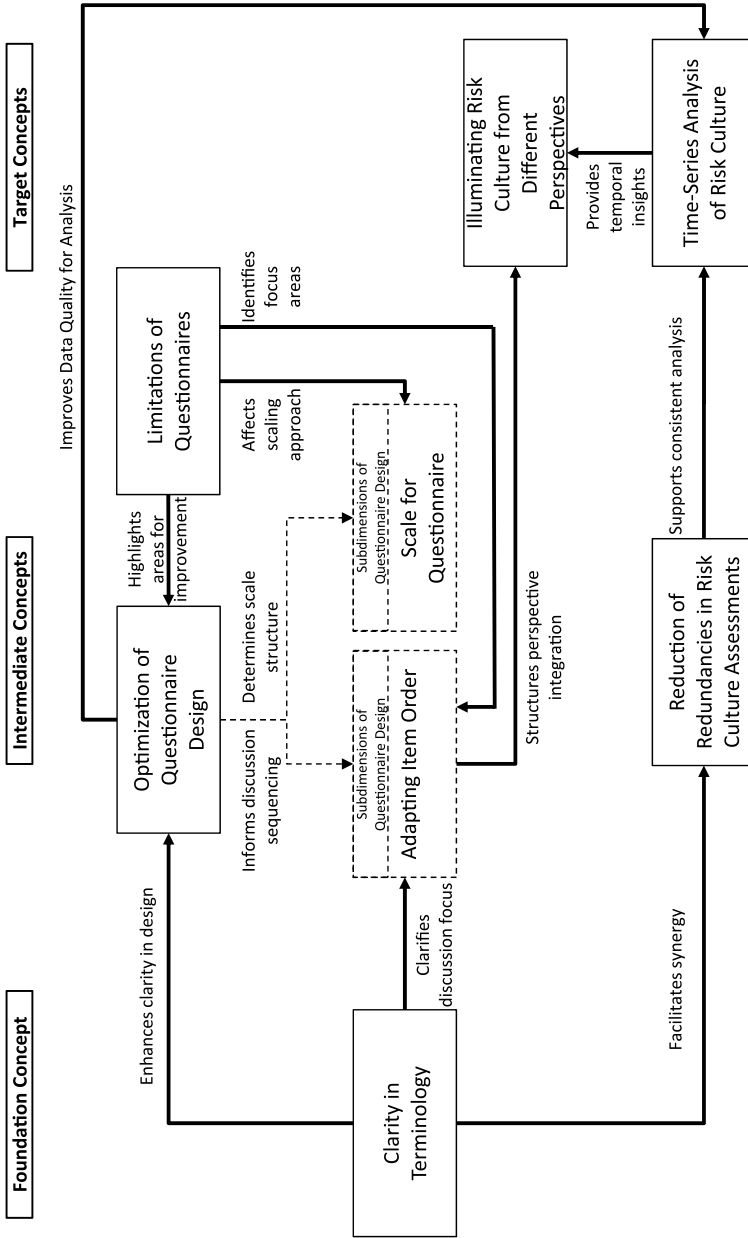 Foundation Concept
Intermediate Concepts
Target Concepts
Improves Data Quality for Analysis
Enhances clarity in design
Optimization of
Questionnaire
Design
Highlights
areas for
improvement
Limitations of
Questionnaires
Informs discussion
sequencing
Determines scale
structure
Affects
scaling
approach
Identifies
focus
areas
Clarity in
Terminology
Clarifies
discussion focus
Subdimensions of
Questionnaire Design
Adapting Item Order
Subdimensions of
Questionnaire Design
Scale for
Questionnaire
Illuminating Risk
Culture from
Different
Perspectives
Structures perspective
integration
Provides
temporal
insights
Facilitates synergy
Reduction of
Redundancies in Risk
Culture Assessments
Supports consistent analysis
Time-Series Analysis
of Risk Culture